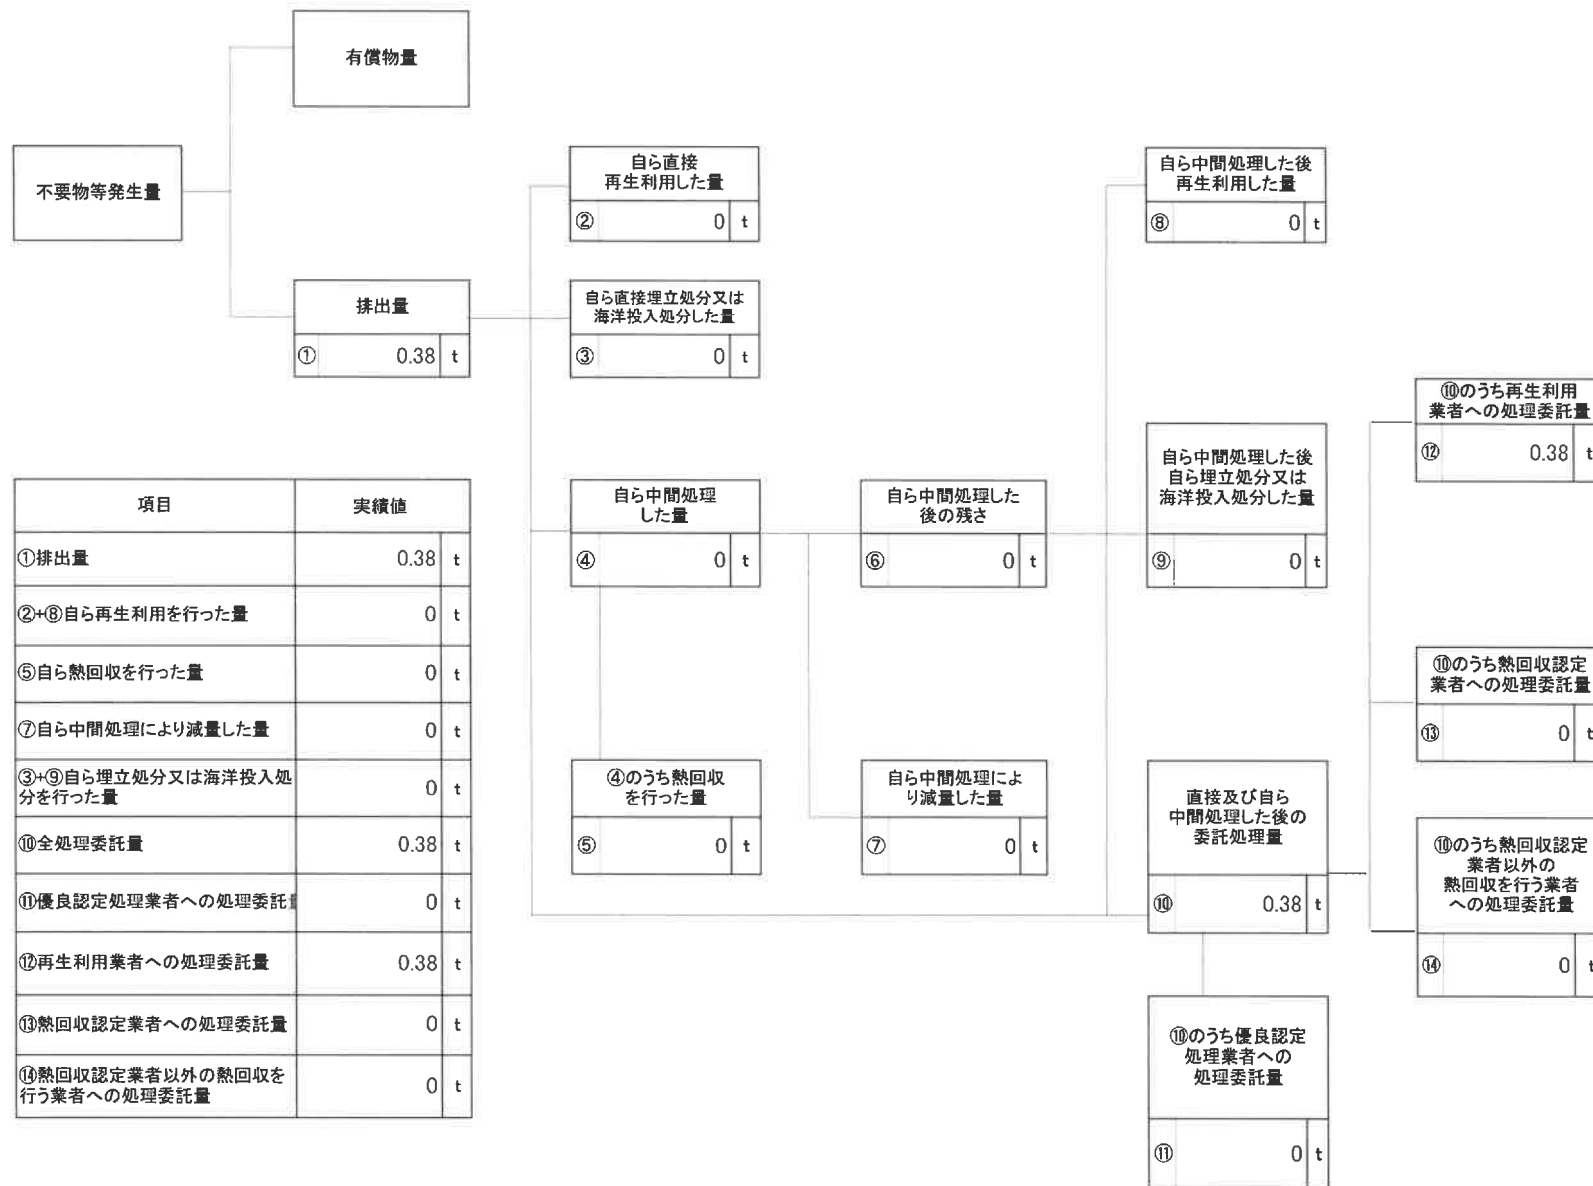 有償物量
不要物等発生量
排出量
① 0.38 t
自ら直接
再生利用した量
② 0 t
自ら直接埋立処分又は
海洋投入処分した量
③ 0 t
自ら中間処理
した量
④ 0 t
④のうち熱回収
を行った量
⑤ 0 t
自ら中間処理した
後の残さ
⑥ 0 t
自ら中間処理によ
り減量した量
⑦ 0 t
自ら中間処理した後
再生利用した量
⑧ 0 t
自ら中間処理した後
自ら埋立処分又は
海洋投入処分した量
⑨ 0 t
直接及び自ら
中間処理した後の
委託処理量
⑩ 0.38 t
⑩のうち優良認定
処理業者への
処理委託量
⑪ 0 t
⑩のうち再生利用
業者への処理委託量
⑫ 0.38 t
⑩のうち熱回収認定
業者への処理委託量
⑬ 0 t
⑩のうち熱回収認定
業者以外の
熱回収を行う業者
への処理委託量
⑭ 0 t
項目 実績値
①排出量 0.38 t
②+⑧自ら再生利用を行った量 0 t
⑤自ら熱回収を行った量 0 t
⑦自ら中間処理により減量した量 0 t
③+⑨自ら埋立処分又は海洋投入処
分を行った量 0 t
⑩全処理委託量 0.38 t
⑪優良認定処理業者への処理委託 0 t
⑫再生利用業者への処理委託量 0.38 t
⑬熱回収認定業者への処理委託量 0 t
⑭熱回収認定業者以外の熱回収を
行う業者への処理委託量 0 t